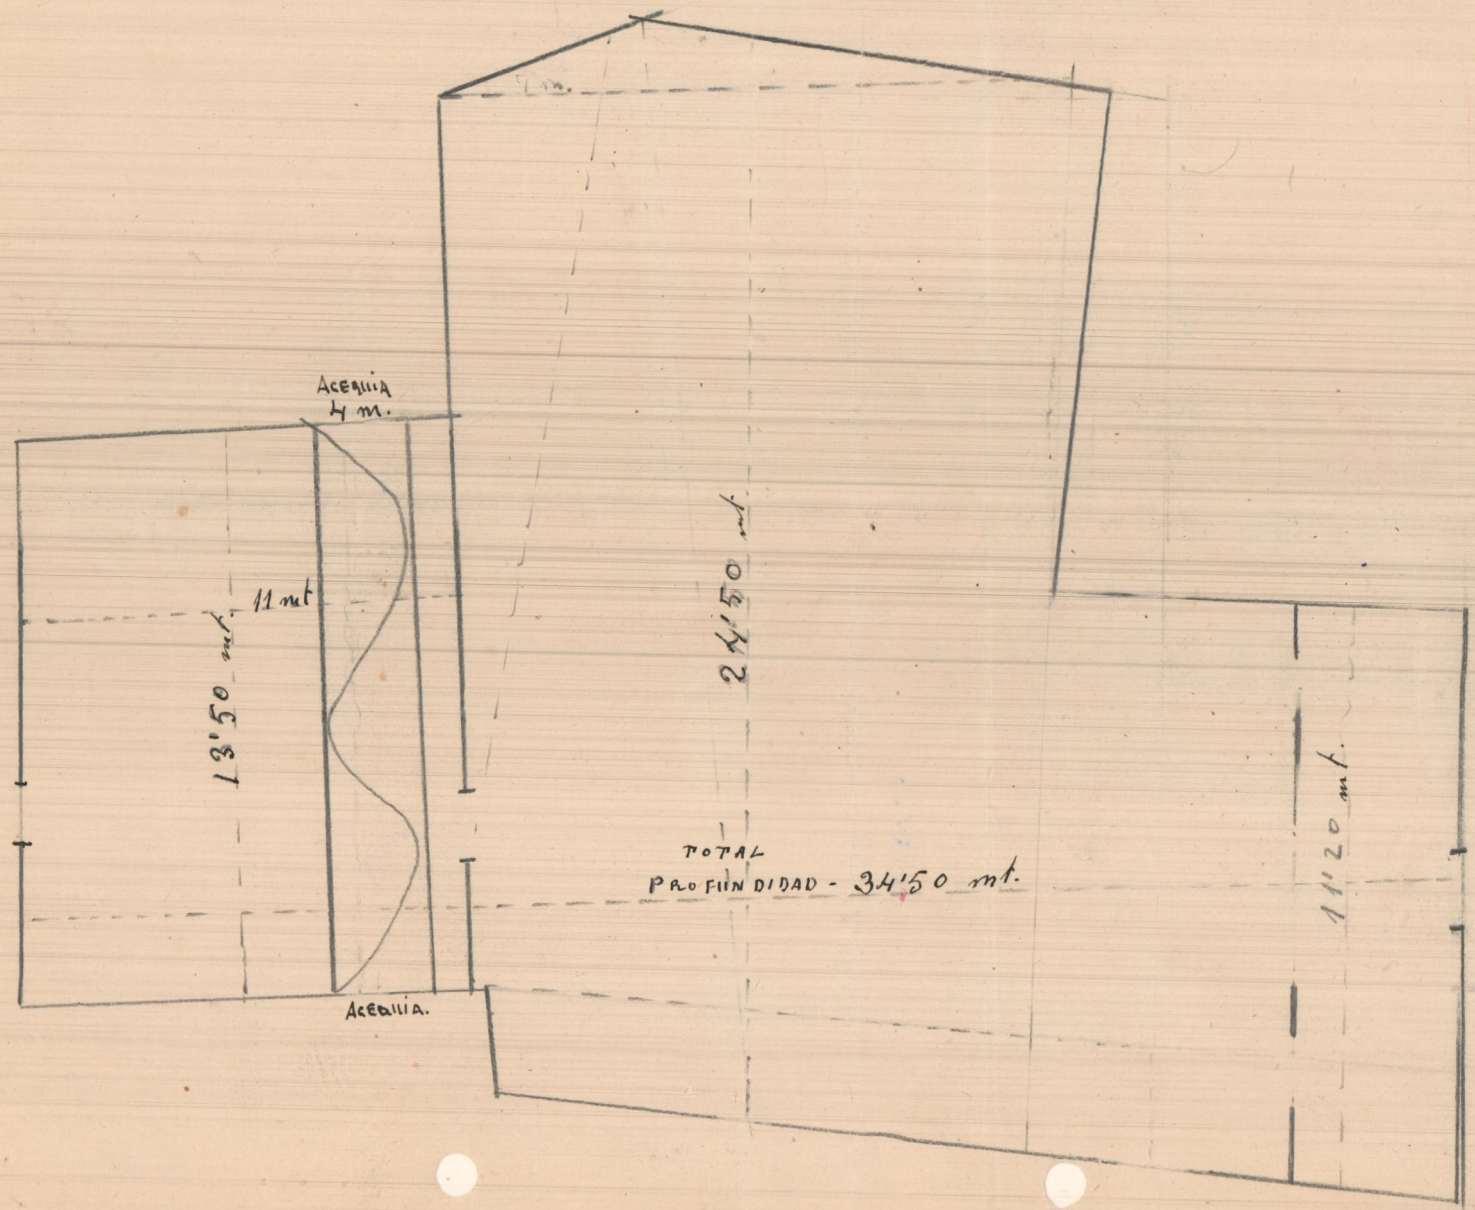 7 m.
ACEQUIA
4 m.
11 mt
13'50 mt.
24'50 mt.
TOTAL
PROFUNDIDAD - 34'50 mt.
11'20 mt.
ACEQUIA.